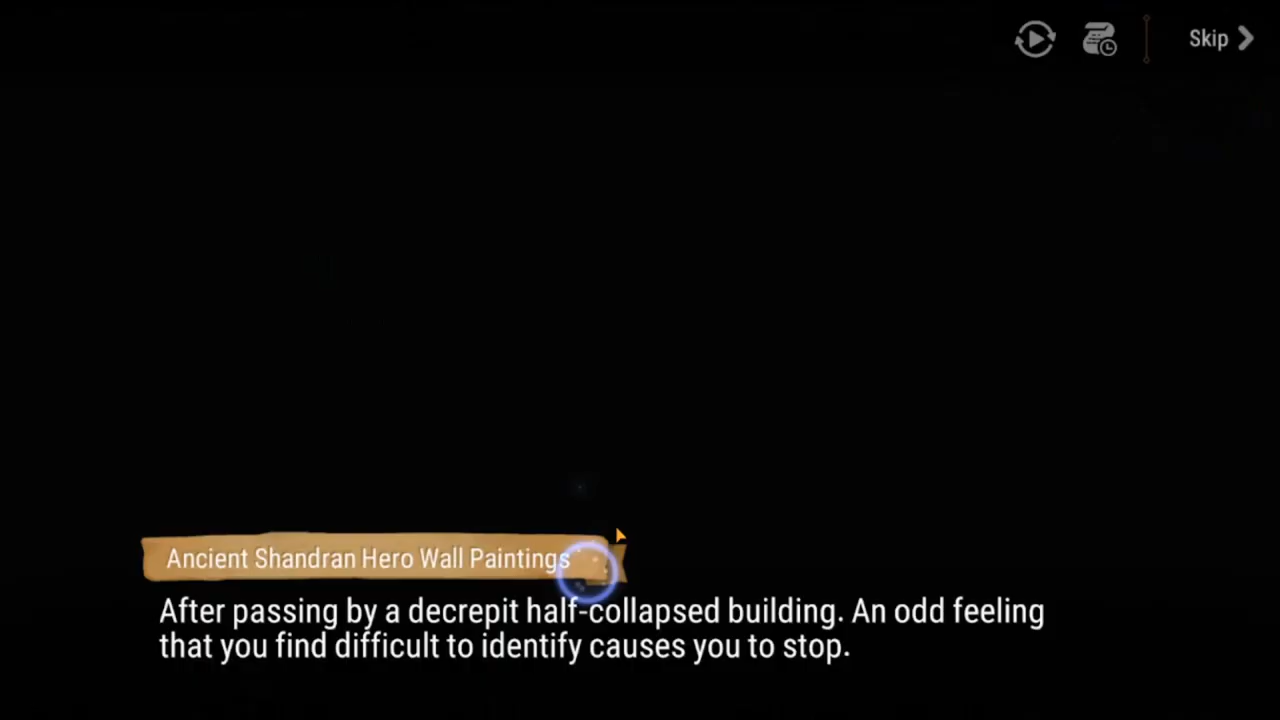 Skip
Ancient Shandran Hero Wall Paintings
After passing by a decrepit half-collapsed building. An odd feeling
that you find difficult to identify causes you to stop.